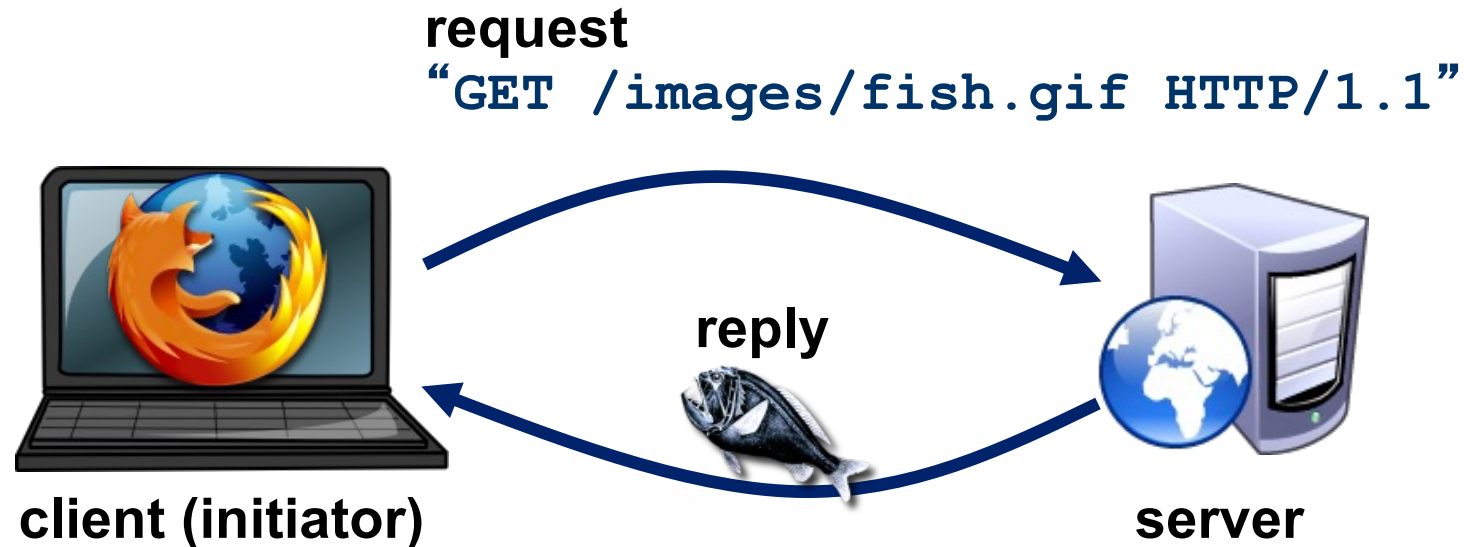 request
“GET /images/fish.gif HTTP/1.1”
reply
client (initiator)
server